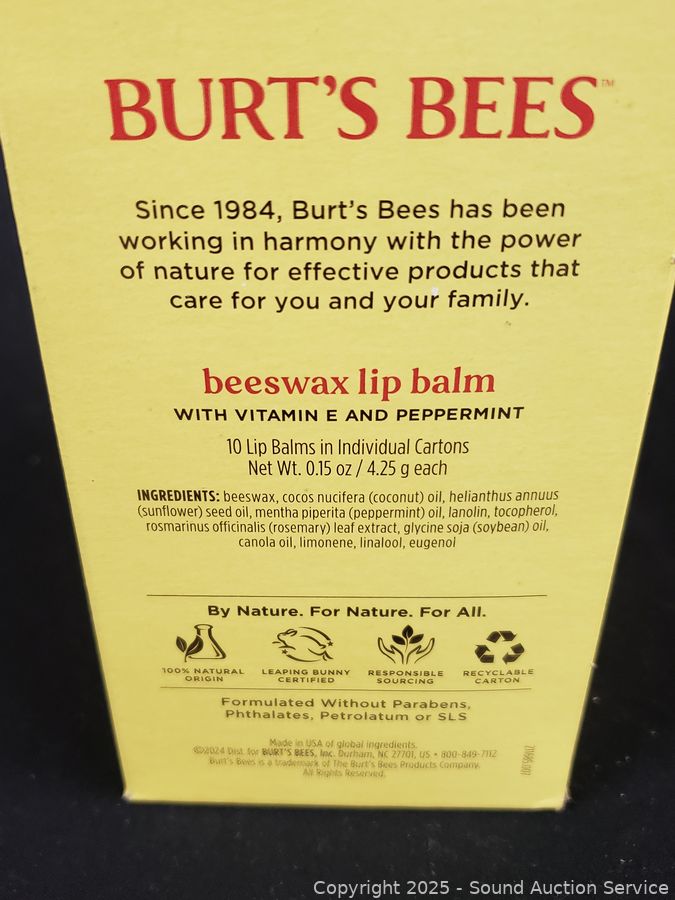 BURT'S BEES™
Since 1984, Burt's Bees has been
working in harmony with the power
of nature for effective products that
care for you and your family.
beeswax lip balm
WITH VITAMIN E AND PEPPERMINT
10 Lip Balms in Individual Cartons
Net Wt. 0.15 oz / 4.25 g each
INGREDIENTS: beeswax, cocos nucifera (coconut) oil, helianthus annuus
(sunflower) seed oil, mentha piperita (peppermint) oil, lanolin, tocopherol,
rosmarinus officinalis (rosemary) leaf extract, glycine soja (soybean) oil,
canola oil, limonene, linalool, eugenol
By Nature. For Nature. For All.
100% NATURAL ORIGIN
LEAPING BUNNY CERTIFIED
RESPONSIBLE SOURCING
RECYCLABLE CARTON
Formulated Without Parabens,
Phthalates, Petrolatum or SLS
Made in USA of global ingredients.
©2024 Dist. for BURT'S BEES, Inc. Durham, NC 27701, US • 800-849-7112
Burt's Bees is a trademark of The Burt's Bees Products Company.
All Rights Reserved.
Copyright 2025 - Sound Auction Service